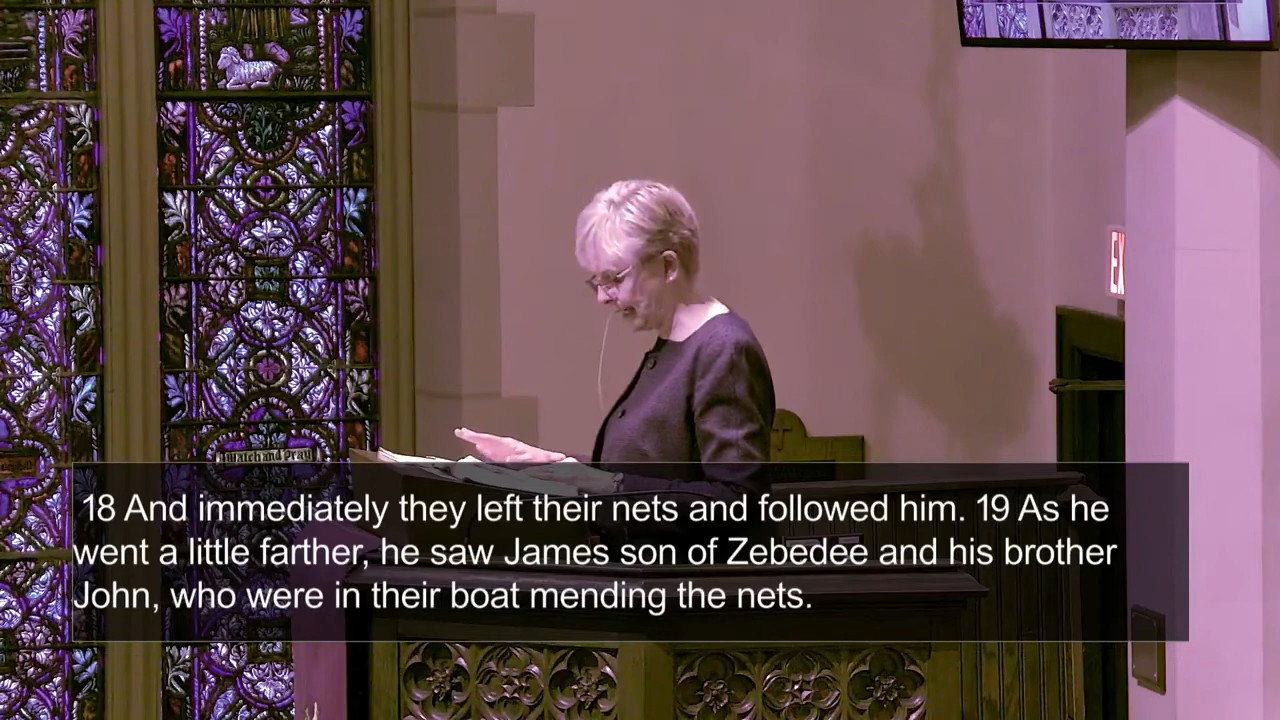 EX
Watch and Pray
18 And immediately they left their nets and followed him. 19 As he
went a little farther, he saw James son of Zebedee and his brother
John, who were in their boat mending the nets.